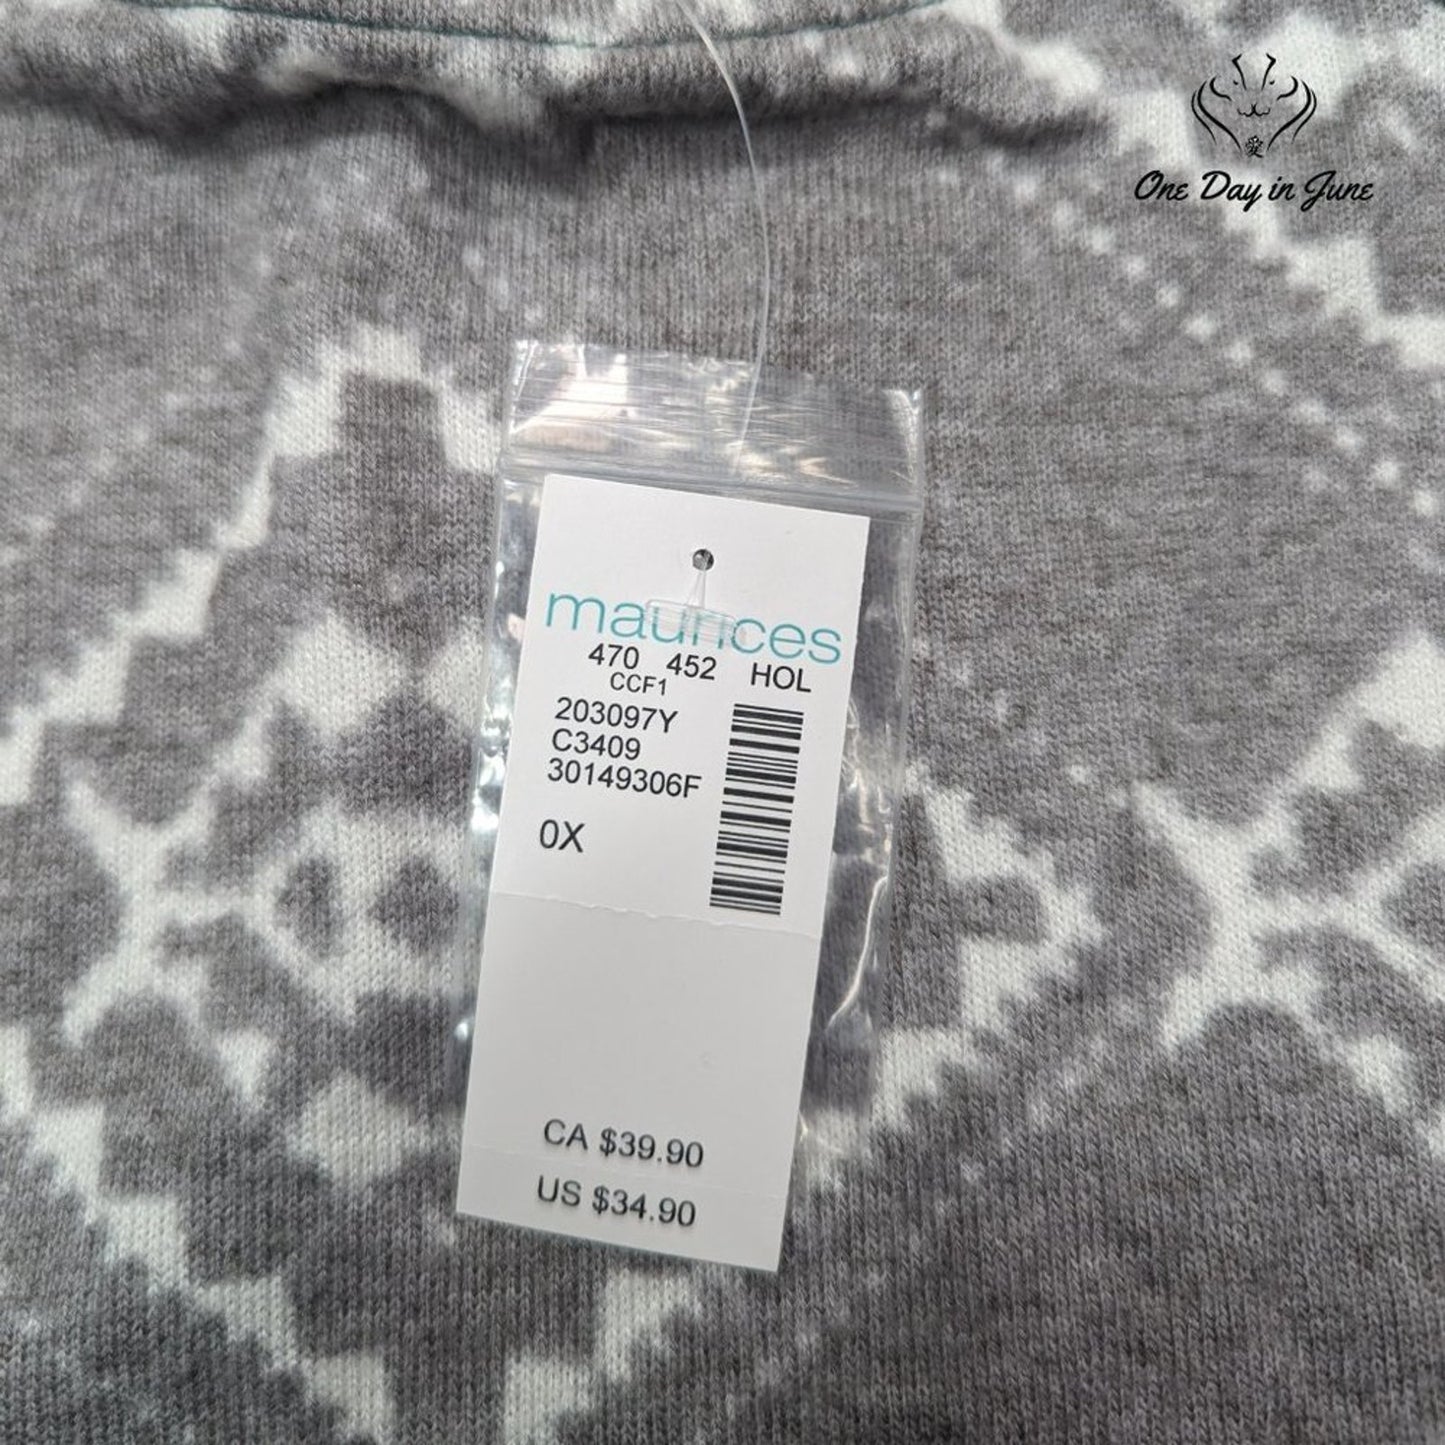 愛
One Day in June
maurices
470 452 HOL
CCF1
203097Y
C3409
30149306F
0X
CA $39.90
US $34.90